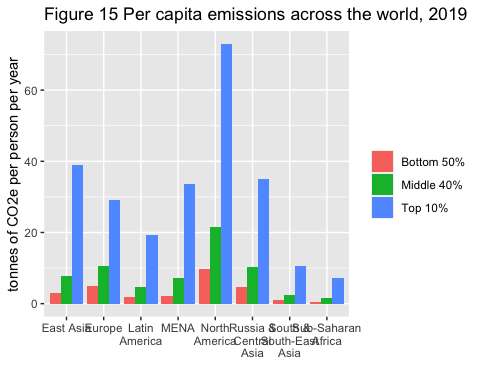 Figure 15 Per capita emissions across the world, 2019
tonnes of CO2e per person per year
60
40
20
0
East Asia
Europe
Latin
America
MENA
North
America
Russia &
Central
Asia
South &
South-East
Asia
Sub-Saharan
Africa
Bottom 50%
Middle 40%
Top 10%